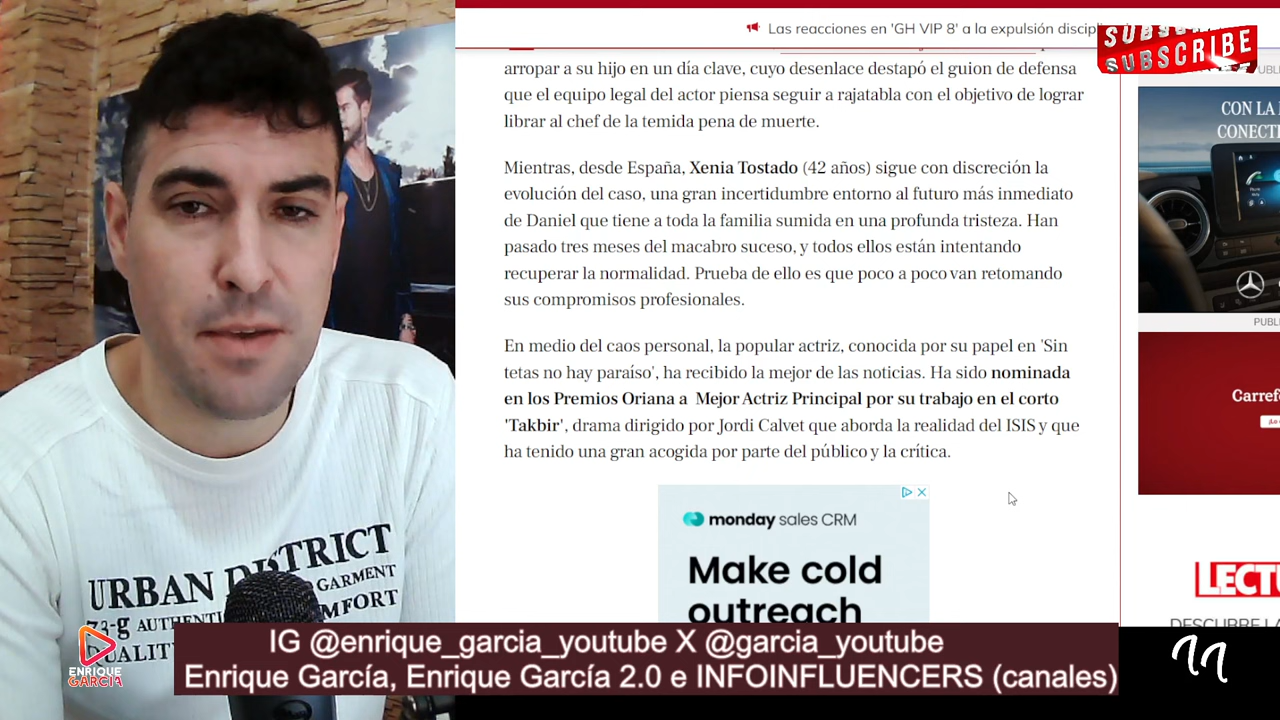 Las reacciones en 'GH VIP 8' a la expulsión
SUBSCRIBE
SUBSCRIBE
arropar a su hijo en un día clave, cuyo desenlace destapó el guion de defensa
que el equipo legal del actor piensa seguir a rajatabla con el objetivo de lograr
librar al chef de la temida pena de muerte.
Mientras, desde España, Xenia Tostado (42 años) sigue con discreción la
evolución del caso, una gran incertidumbre entorno al futuro más inmediato
de Daniel que tiene a toda la familia sumida en una profunda tristeza. Han
pasado tres meses del macabro suceso, y todos ellos están intentando
recuperar la normalidad. Prueba de ello es que poco a poco van retomando
sus compromisos profesionales.
En medio del caos personal, la popular actriz, conocida por su papel en 'Sin
tetas no hay paraíso', ha recibido la mejor de las noticias. Ha sido nominada
en los Premios Oriana a Mejor Actriz Principal por su trabajo en el corto
'Takbir', drama dirigido por Jordi Calvet que aborda la realidad del ISIS y que
ha tenido una gran acogida por parte del público y la crítica.
monday sales CRM
Make cold
outreach
CON LA
CONECT
PUBL
Carref
LECTU
DESCUBRE LA
URBAN DISTRICT
GARMENT
73-g AUTHENTI
MFORT
QUALIT
ENRIQUE
GARCÍA
IG @enrique_garcia_youtube X @garcia_youtube
Enrique García, Enrique García 2.0 e INFOINFLUENCERS (canales)